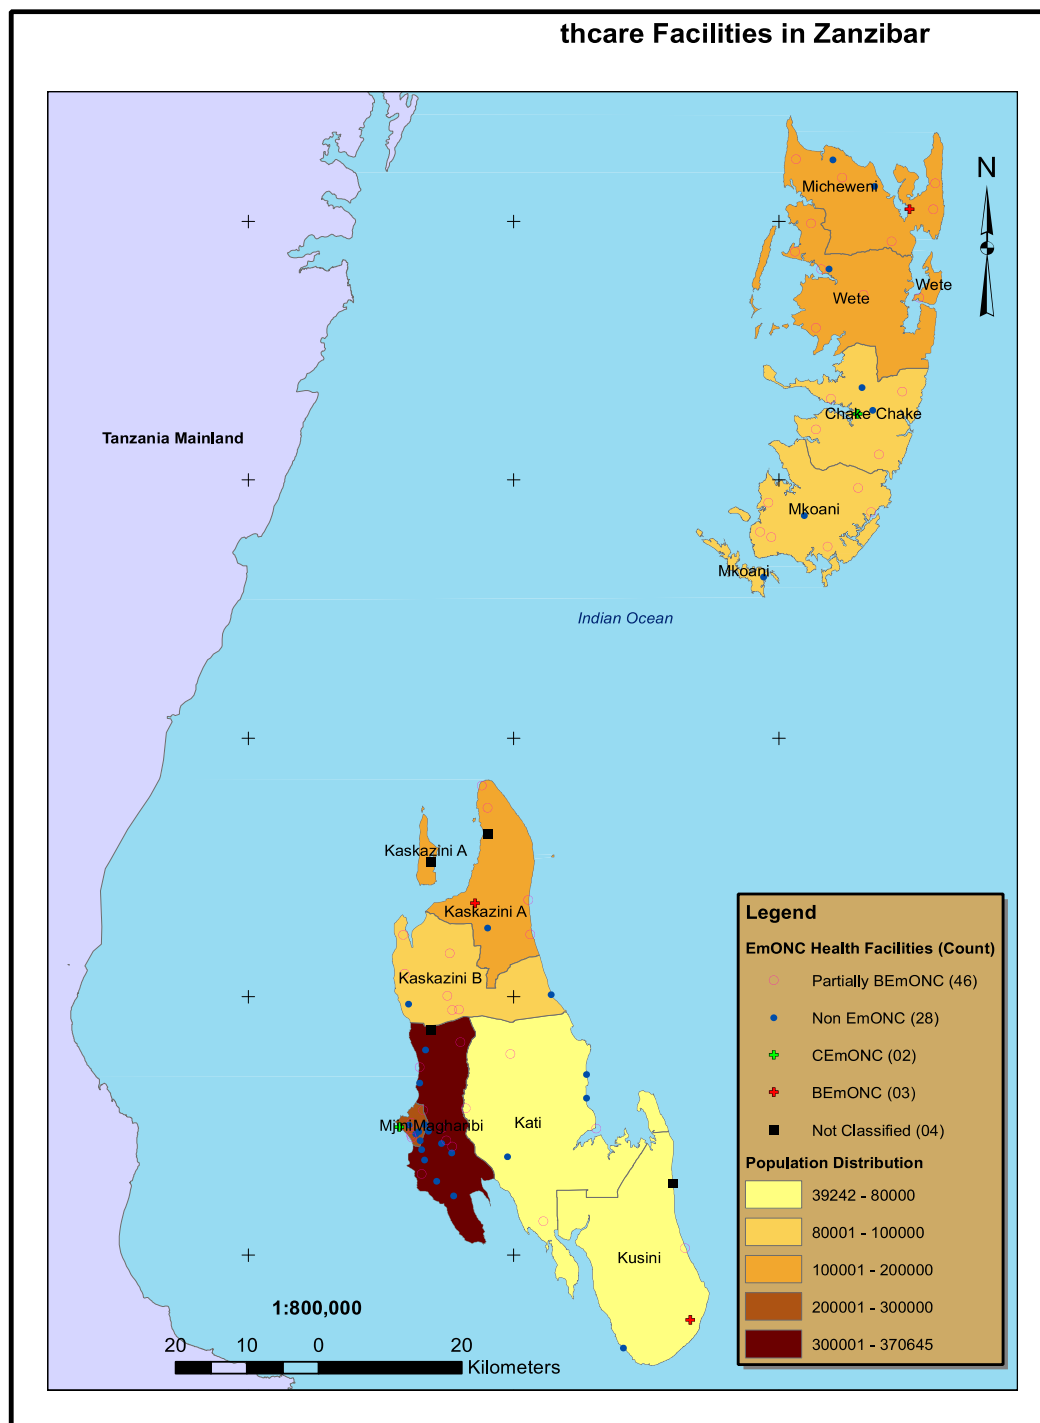 thcare Facilities in Zanzibar
N
Micheweni
Wete
Wete
Chake Chake
Tanzania Mainland
Mkoani
Mkoani
Indian Ocean
Kaskazini A
Kaskazini A
Kaskazini B
Mjini Magharibi
Kati
Kusini
Legend
EmONC Health Facilities (Count)
Partially BEmONC (46)
Non EmONC (28)
CEmONC (02)
BEmONC (03)
Not Classified (04)
Population Distribution
39242 - 80000
80001 - 100000
100001 - 200000
200001 - 300000
300001 - 370645
1:800,000
20 10 0 20
Kilometers